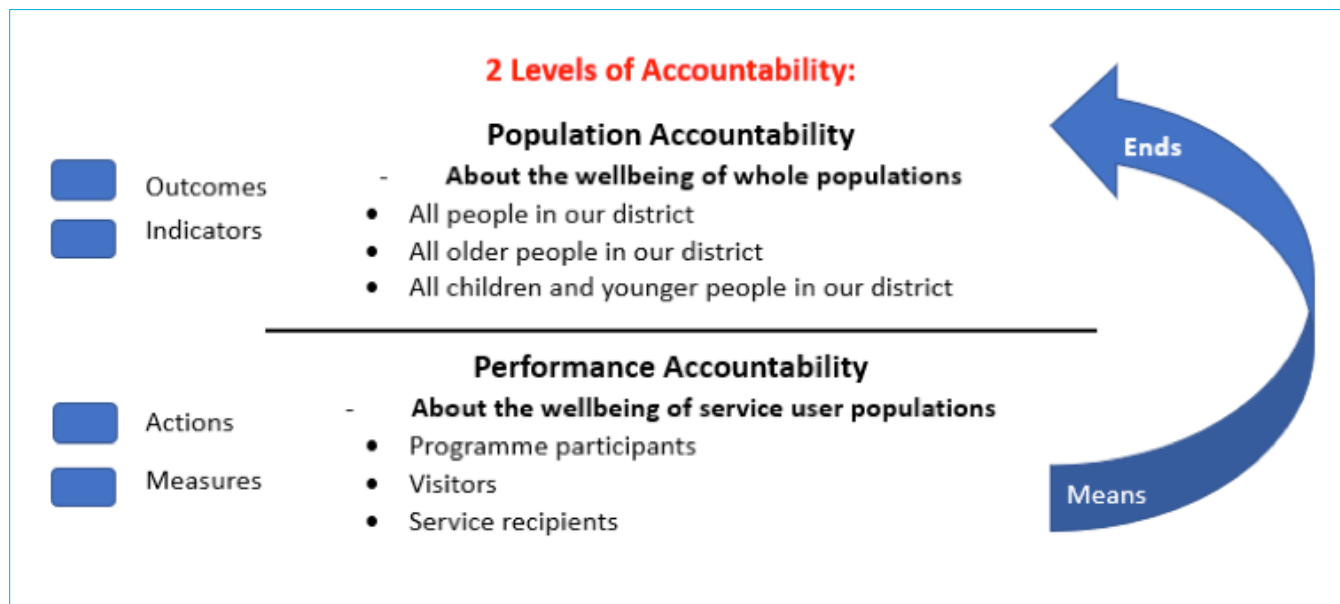 2 Levels of Accountability:
Population Accountability
- About the wellbeing of whole populations
Outcomes
• All people in our district
Indicators
• All older people in our district
• All children and younger people in our district
Ends
Performance Accountability
- About the wellbeing of service user populations
Actions
• Programme participants
Measures
• Visitors
• Service recipients
Means